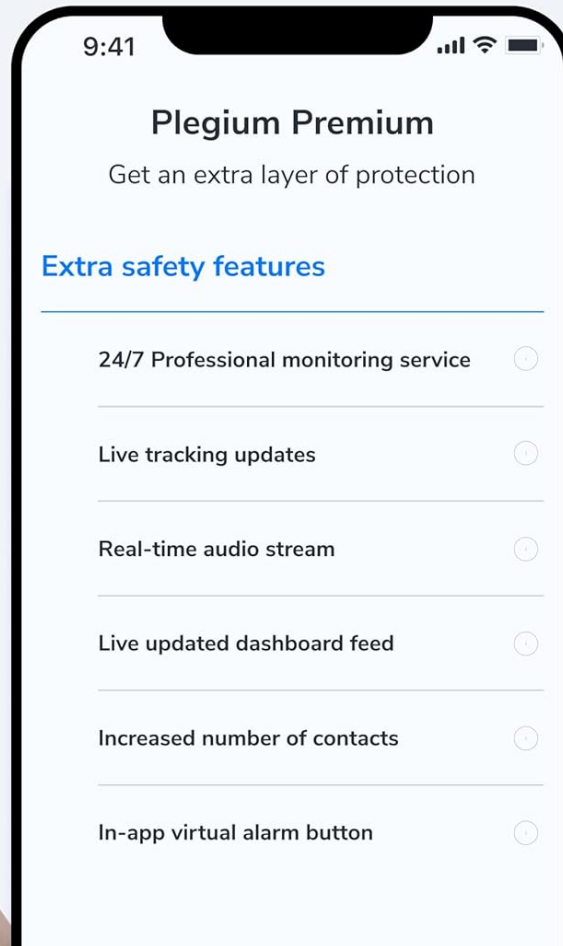 9:41
Plegium Premium
Get an extra layer of protection
Extra safety features
24/7 Professional monitoring service
Live tracking updates
Real-time audio stream
Live updated dashboard feed
Increased number of contacts
In-app virtual alarm button